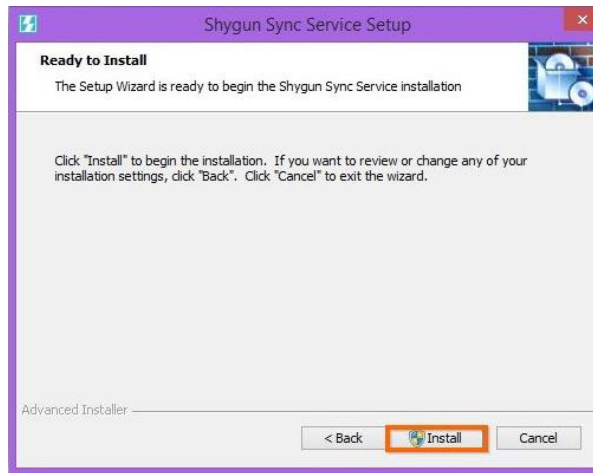 Shygun Sync Service Setup
Ready to Install
The Setup Wizard is ready to begin the Shygun Sync Service installation
Click "Install" to begin the installation. If you want to review or change any of your
installation settings, click "Back". Click "Cancel" to exit the wizard.
Advanced Installer
< Back Install Cancel